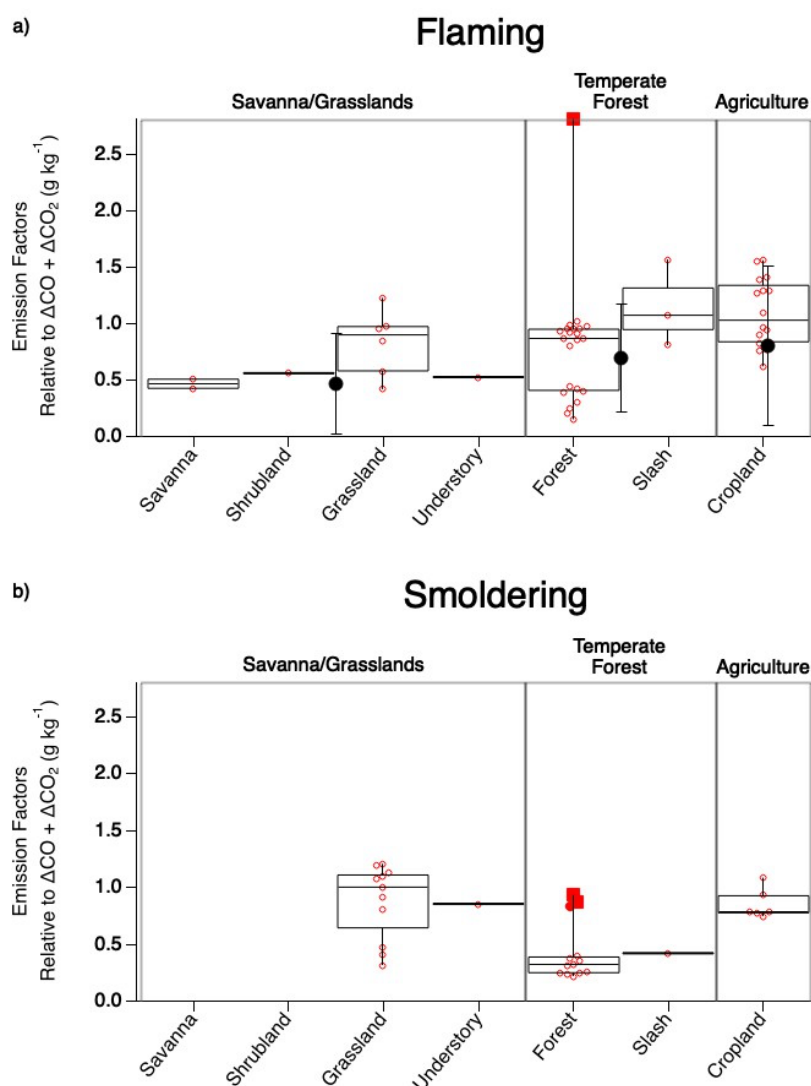 a)
Flaming
Savanna/Grasslands
Temperate
Forest
Agriculture
Emission Factors
Relative to ΔCO + ΔCO₂ (g kg⁻¹)
2.5
2.0
1.5
1.0
0.5
0.0
Savanna
Shrubland
Grassland
Understory
Forest
Slash
Cropland
b)
Smoldering
Savanna/Grasslands
Temperate
Forest
Agriculture
Emission Factors
Relative to ΔCO + ΔCO₂ (g kg⁻¹)
2.5
2.0
1.5
1.0
0.5
0.0
Savanna
Shrubland
Grassland
Understory
Forest
Slash
Cropland